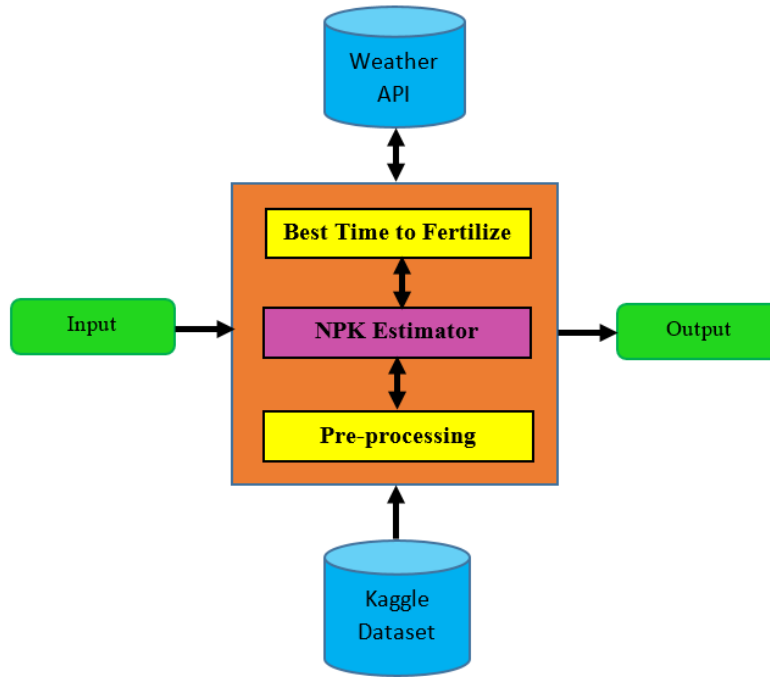 Weather
API
Best Time to Fertilize
Input
NPK Estimator
Output
Pre-processing
Kaggle
Dataset